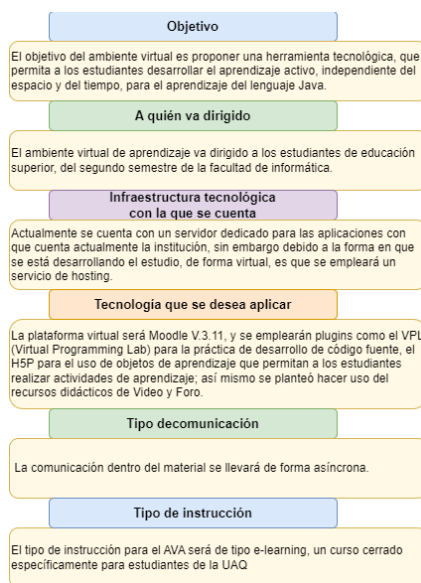 Objetivo
El objetivo del ambiente virtual es proponer una herramienta tecnológica, que
permita a los estudiantes desarrollar el aprendizaje activo, independiente del
espacio y del tiempo, para el aprendizaje del lenguaje Java.
A quién va dirigido
El ambiente virtual de aprendizaje va dirigido a los estudiantes de educación
superior, del segundo semestre de la facultad de informática.
Infraestructura tecnológica
con la que se cuenta
Actualmente se cuenta con un servidor dedicado para las aplicaciones con
que cuenta actualmente la institución, sin embargo debido a la forma en que
se está desarrollando el estudio, de forma virtual, es que se empleará un
servicio de hosting.
Tecnología que se desea aplicar
La plataforma virtual será Moodle V.3.11, y se emplearán plugins como el VPL
(Virtual Programming Lab) para la práctica de desarrollo de código fuente, el
H5P para el uso de objetos de aprendizaje que permitan a los estudiantes
realizar actividades de aprendizaje; así mismo se planteó hacer uso del
recursos didácticos de Video y Foro.
Tipo decomunicación
La comunicación dentro del material se llevará de forma asíncrona.
Tipo de instrucción
El tipo de instrucción para el AVA será de tipo e-learning, un curso cerrado
específicamente para estudiantes de la UAQ